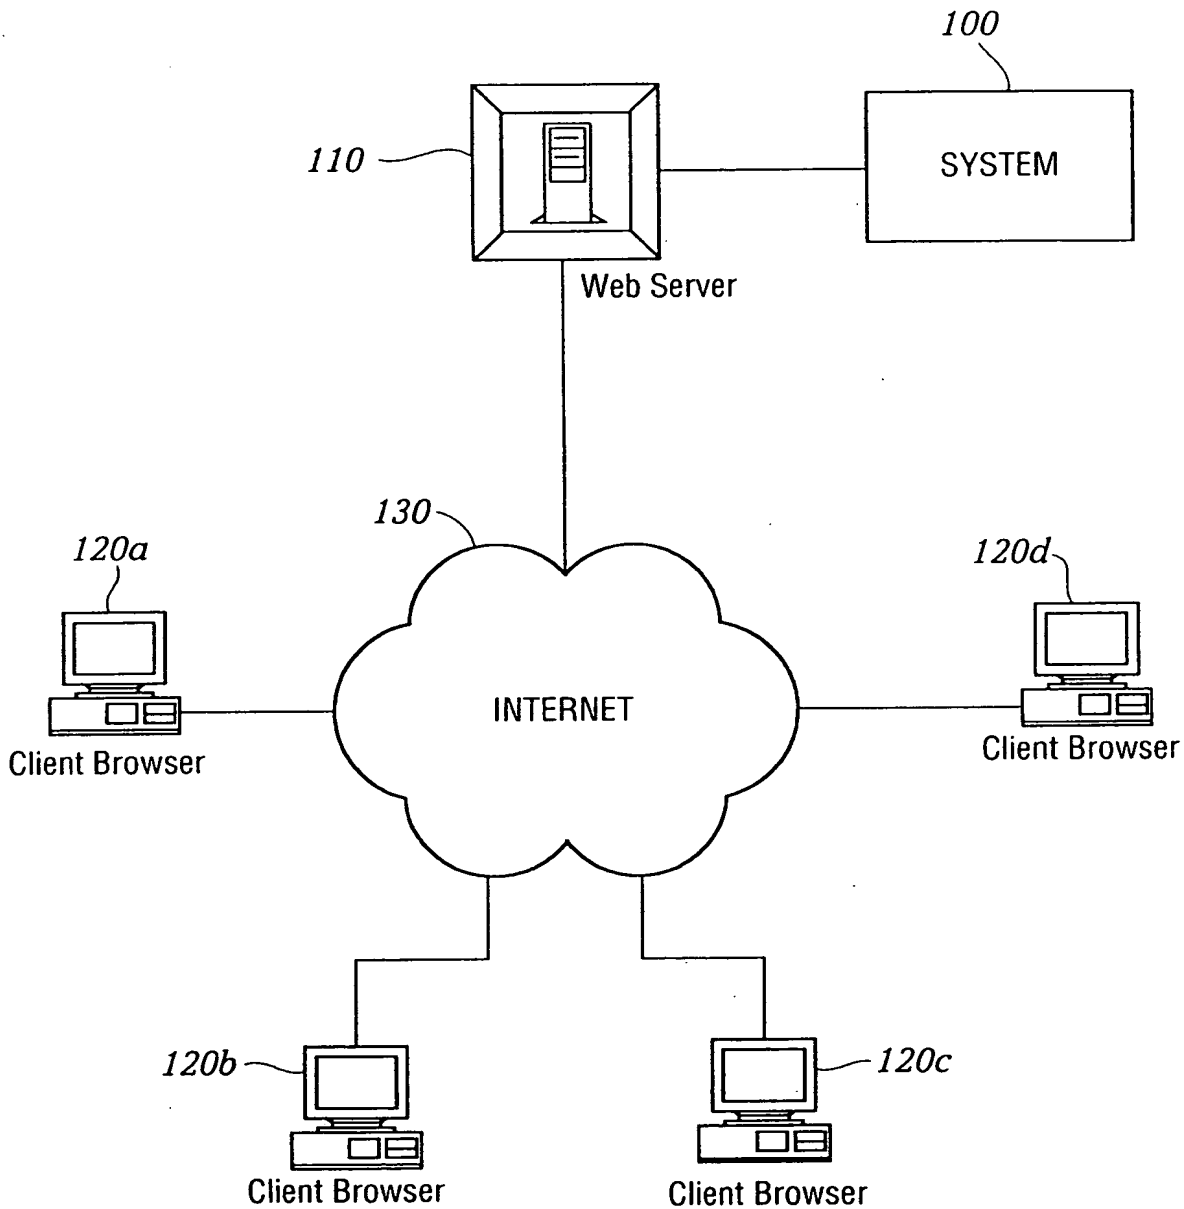 100
110
SYSTEM
Web Server
130
120a
120d
INTERNET
Client Browser
Client Browser
120b
120c
Client Browser
Client Browser